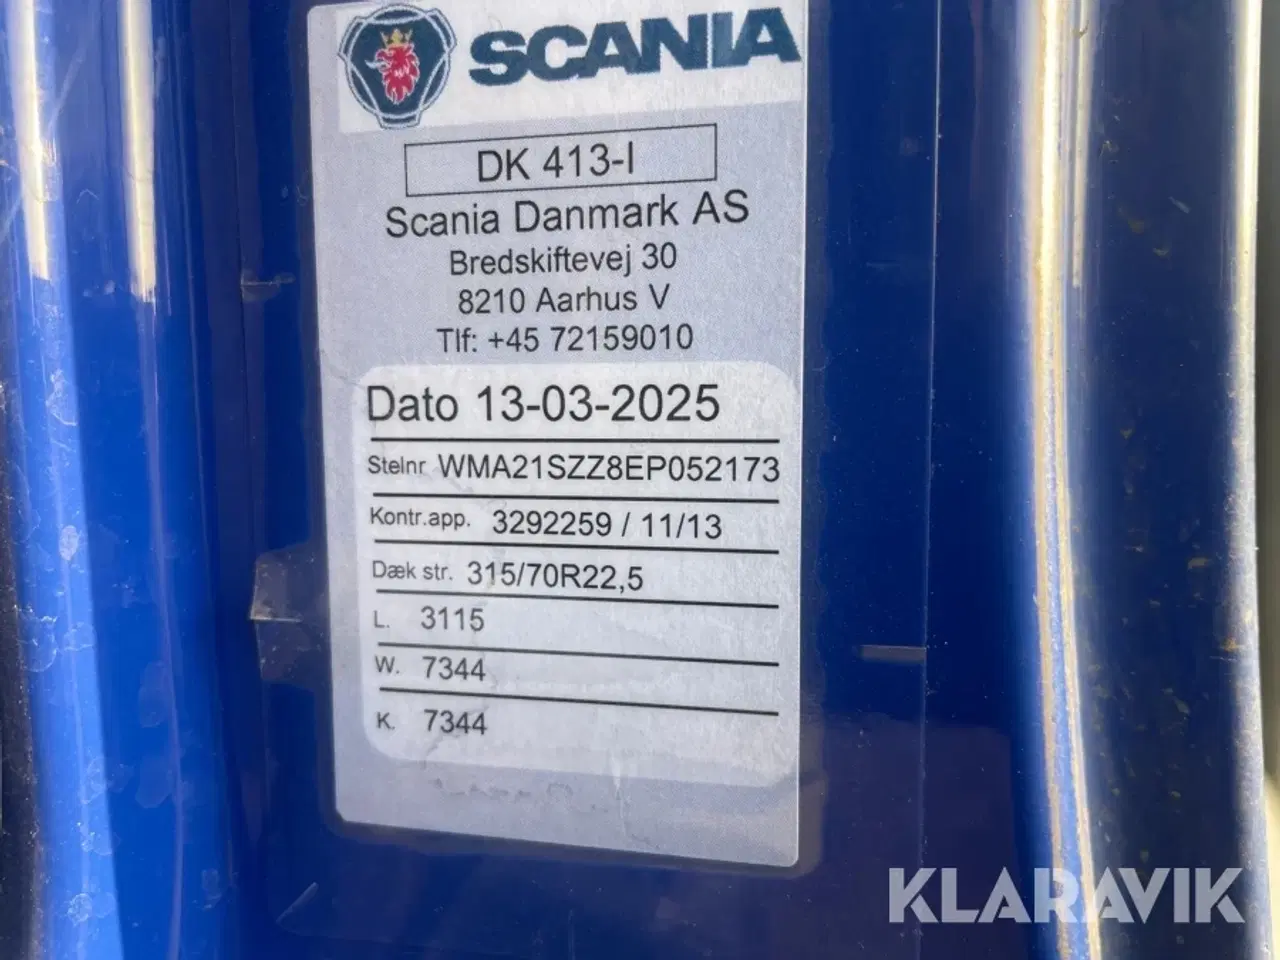 SCANIA
DK 413-I
Scania Danmark AS
Bredskiftevej 30
8210 Aarhus V
Tlf: +45 72159010
Dato 13-03-2025
Stelnr WMA21SZZ8EP052173
Kontr.app. 3292259 / 11/13
Dæk str. 315/70R22,5
L. 3115
W. 7344
K. 7344
KLARAVIK